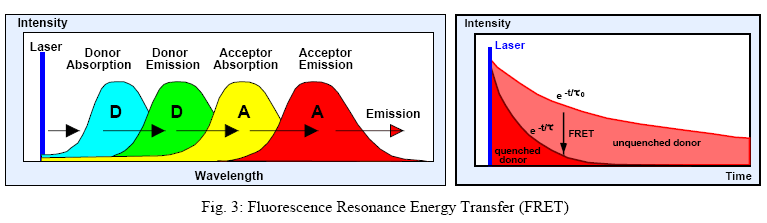 Intensity
Laser
Donor
Absorption
Donor
Emission
Acceptor
Absorption
Acceptor
Emission
D
D
A
A
Emission
Wavelength
Intensity
Laser
e -t/τ₀
e -t/τ
FRET
quenched
donor
unquenched donor
Time
Fig. 3: Fluorescence Resonance Energy Transfer (FRET)